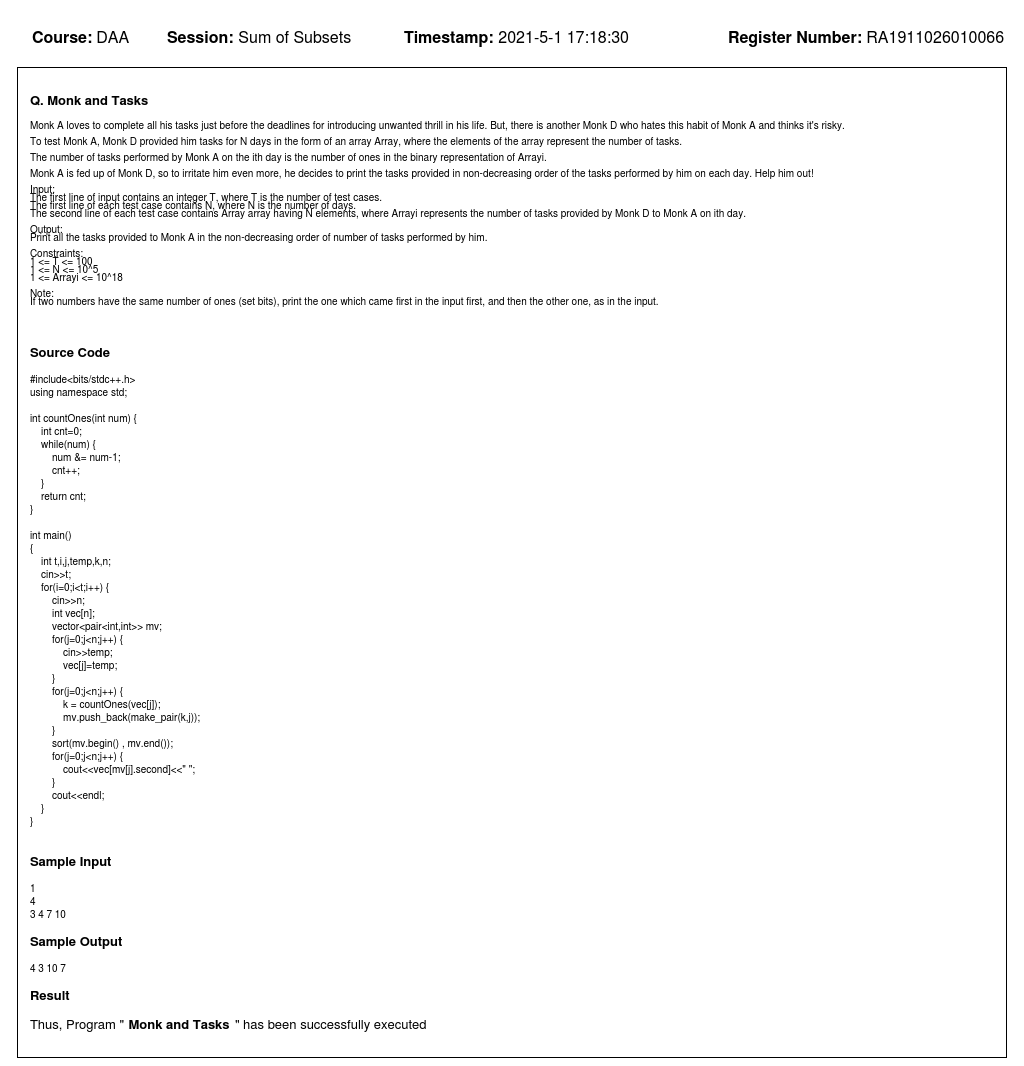 Course: DAA Session: Sum of Subsets Timestamp: 2021-5-1 17:18:30 Register Number: RA1911026010066
Q. Monk and Tasks
Monk A loves to complete all his tasks just before the deadlines for introducing unwanted thrill in his life. But, there is another Monk D who hates this habit of Monk A and thinks it's risky.
To test Monk A, Monk D provided him tasks for N days in the form of an array Array, where the elements of the array represent the number of tasks.
The number of tasks performed by Monk A on the ith day is the number of ones in the binary representation of Arrayi.
Monk A is fed up of Monk D, so to irritate him even more, he decides to print the tasks provided in non-decreasing order of the tasks performed by him on each day. Help him out!
Input:
The first line of input contains an integer T, where T is the number of test cases.
The first line of each test case contains N, where N is the number of days.
The second line of each test case contains Array array having N elements, where Arrayi represents the number of tasks provided by Monk D to Monk A on ith day.
Output:
Print all the tasks provided to Monk A in the non-decreasing order of number of tasks performed by him.
Constraints:
1 <= T <= 100
1 <= N <= 10^5
1 <= Arrayi <= 10^18
Note:
If two numbers have the same number of ones (set bits), print the one which came first in the input first, and then the other one, as in the input.
Source Code
#include<bits/stdc++.h>
using namespace std;
int countOnes(int num) {
int cnt=0;
while(num) {
num &= num-1;
cnt++;
}
return cnt;
}
int main()
{
int t,i,j,temp,k,n;
cin>>t;
for(i=0;i<t;i++) {
cin>>n;
int vec[n];
vector<pair<int,int>> mv;
for(j=0;j<n;j++) {
cin>>temp;
vec[j]=temp;
}
for(j=0;j<n;j++) {
k = countOnes(vec[j]);
mv.push_back(make_pair(k,j));
}
sort(mv.begin() , mv.end());
for(j=0;j<n;j++) {
cout<<vec[mv[j].second]<<" ";
}
cout<<endl;
}
}
Sample Input
1
4
3 4 7 10
Sample Output
4 3 10 7
Result
Thus, Program " Monk and Tasks " has been successfully executed